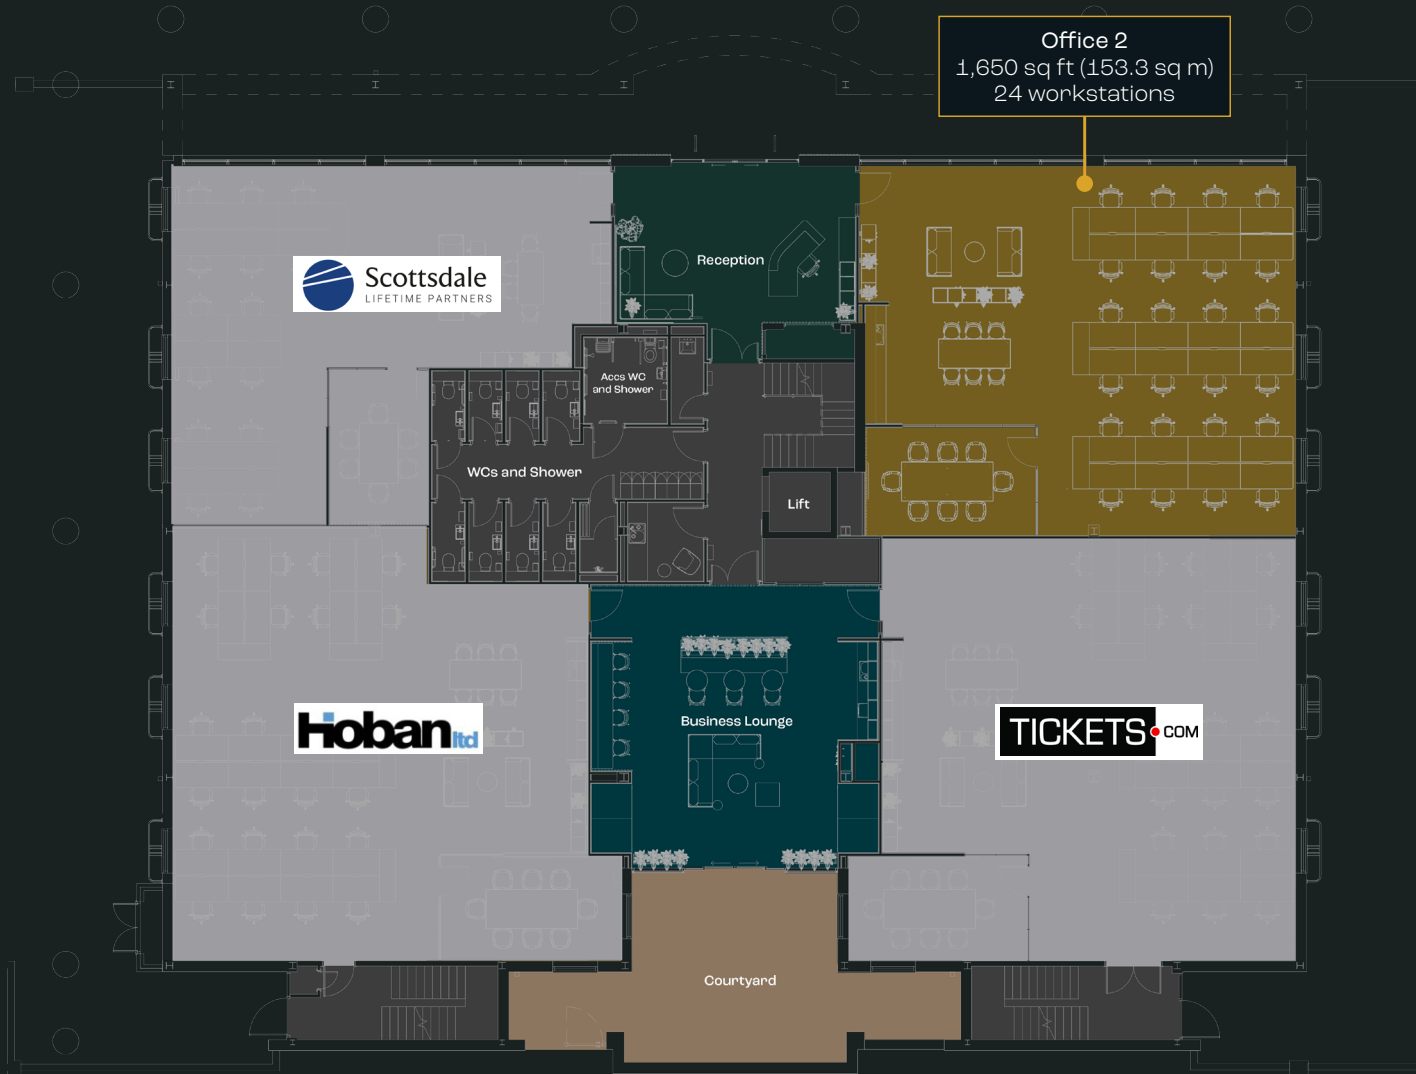 Office 2
1,650 sq ft (153.3 sq m)
24 workstations
Reception
Scottsdale
LIFETIME PARTNERS
Accs WC
and Shower
WCs and Shower
Lift
Business Lounge
Hoban ltd
TICKETS.COM
Courtyard